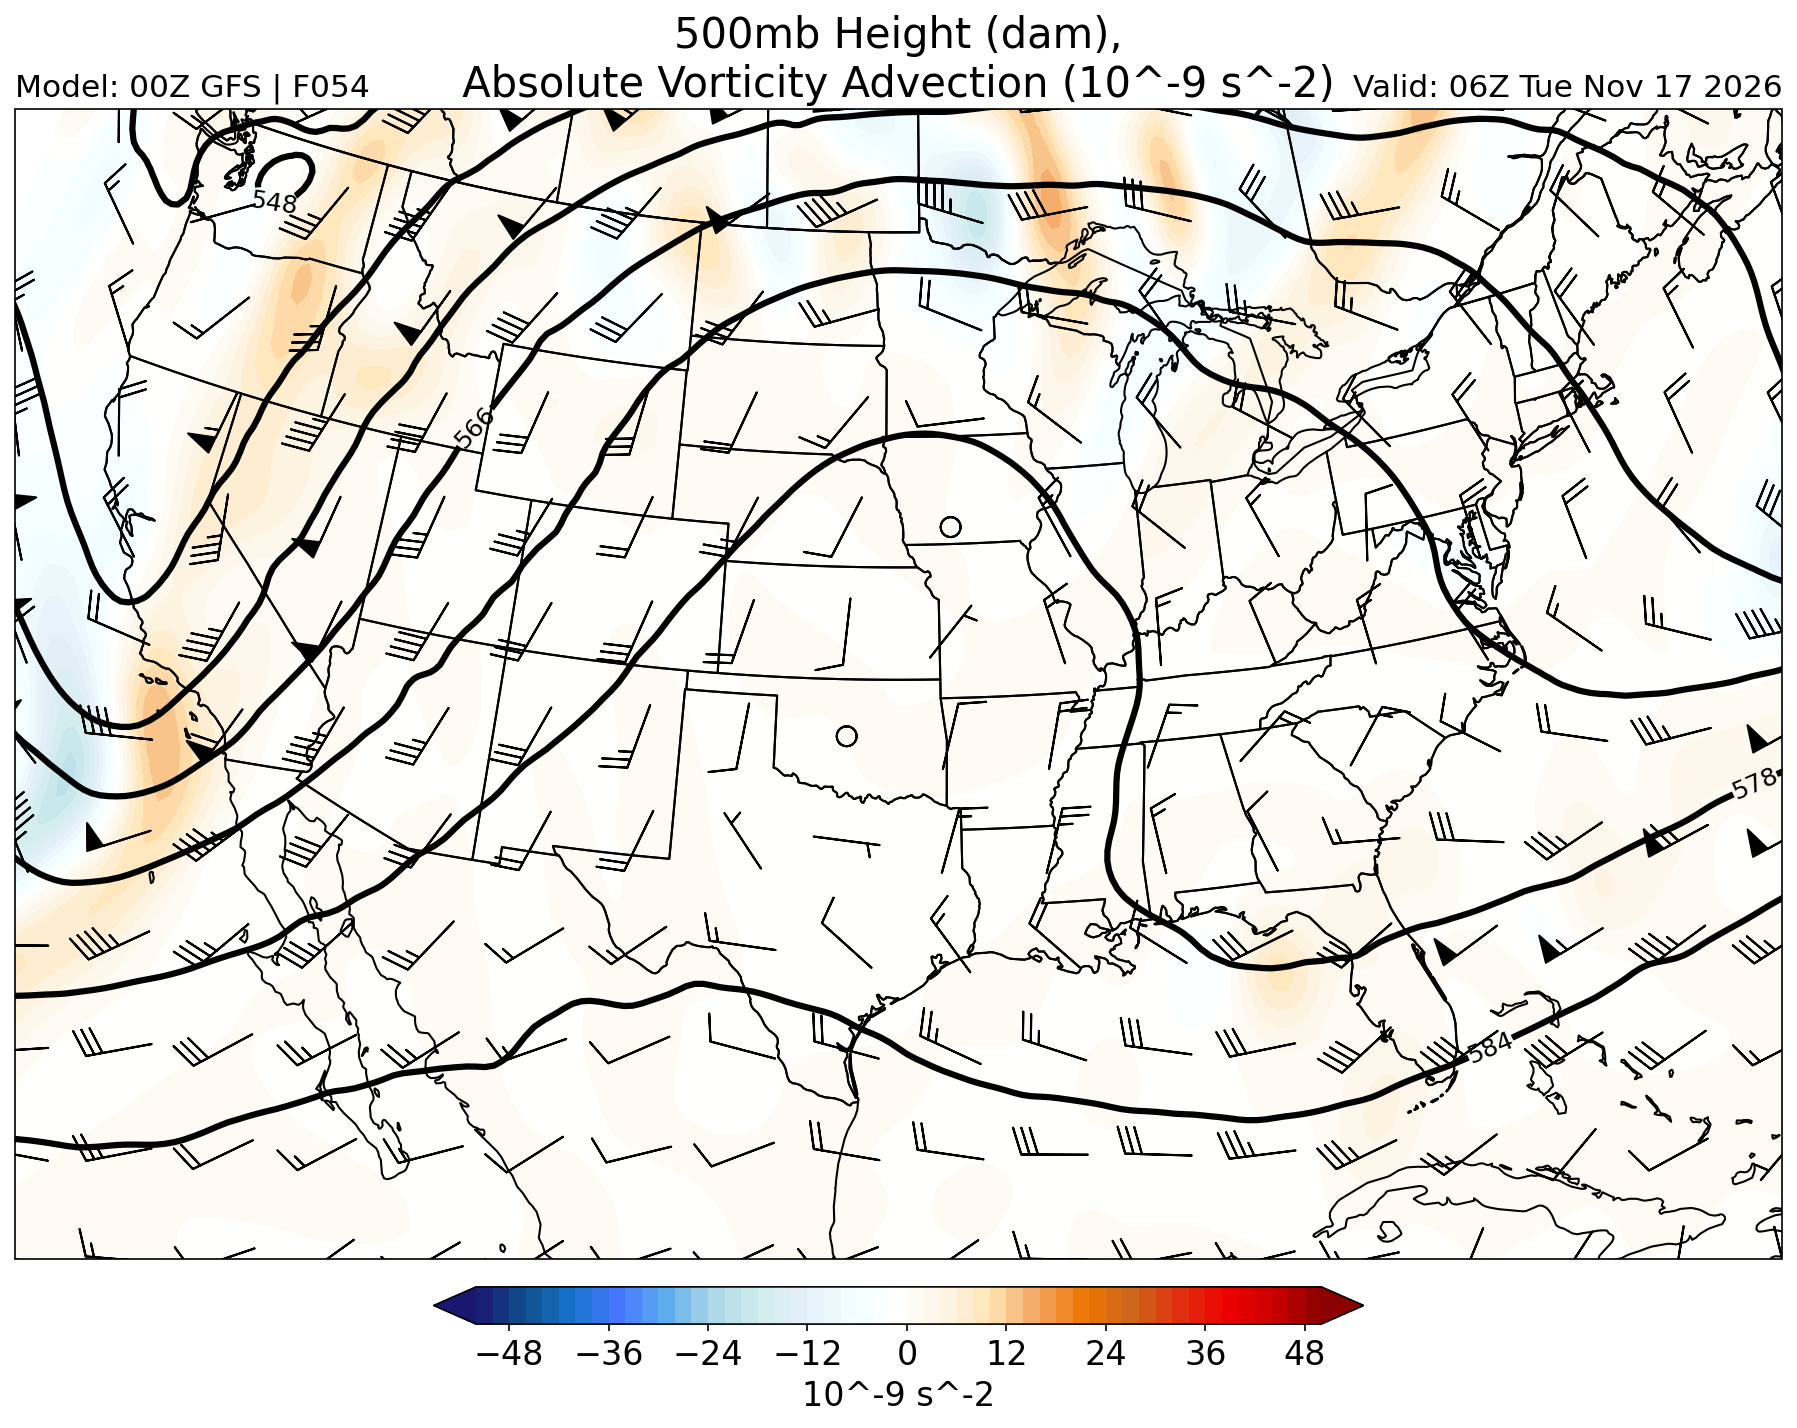 500mb Height (dam),
Model: 00Z GFS | F054
Absolute Vorticity Advection (10^-9 s^-2)
Valid: 06Z Tue Nov 17 2026
548
566
560
578
584
−48 −36 −24 −12 0 12 24 36 48
10^-9 s^-2